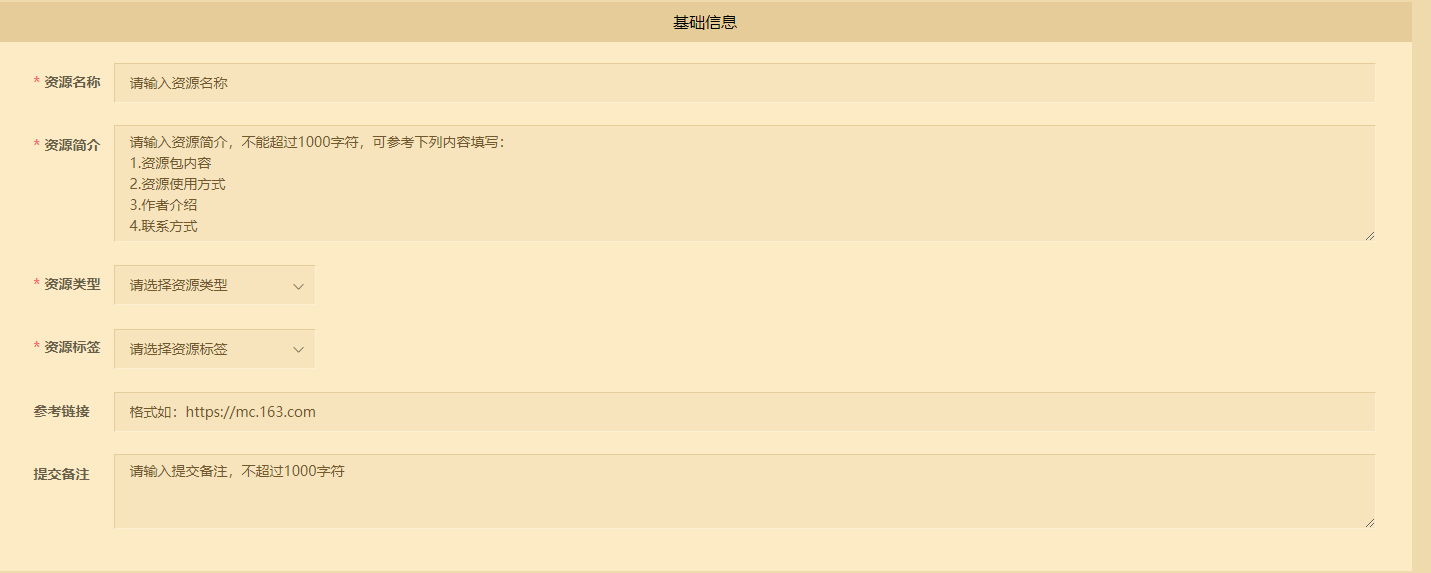 基础信息
* 资源名称
请输入资源名称
* 资源简介
请输入资源简介，不能超过1000字符，可参考下列内容填写：
1.资源包内容
2.资源使用方式
3.作者介绍
4.联系方式
* 资源类型
请选择资源类型
* 资源标签
请选择资源标签
参考链接
格式如：https://mc.163.com
提交备注
请输入提交备注，不超过1000字符